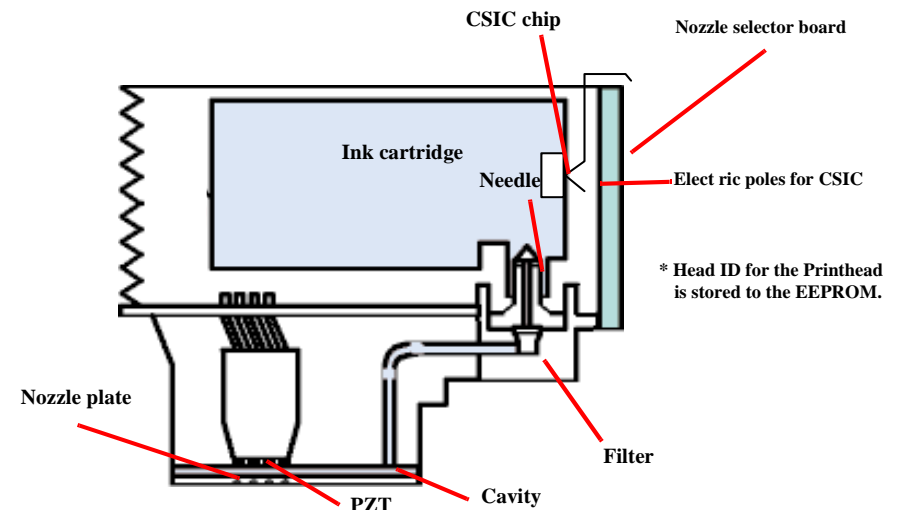 CSIC chip
Nozzle selector board
Ink cartridge
Needle
Elect ric poles for CSIC
* Head ID for the Printhead
is stored to the EEPROM.
Nozzle plate
Filter
Cavity
PZT